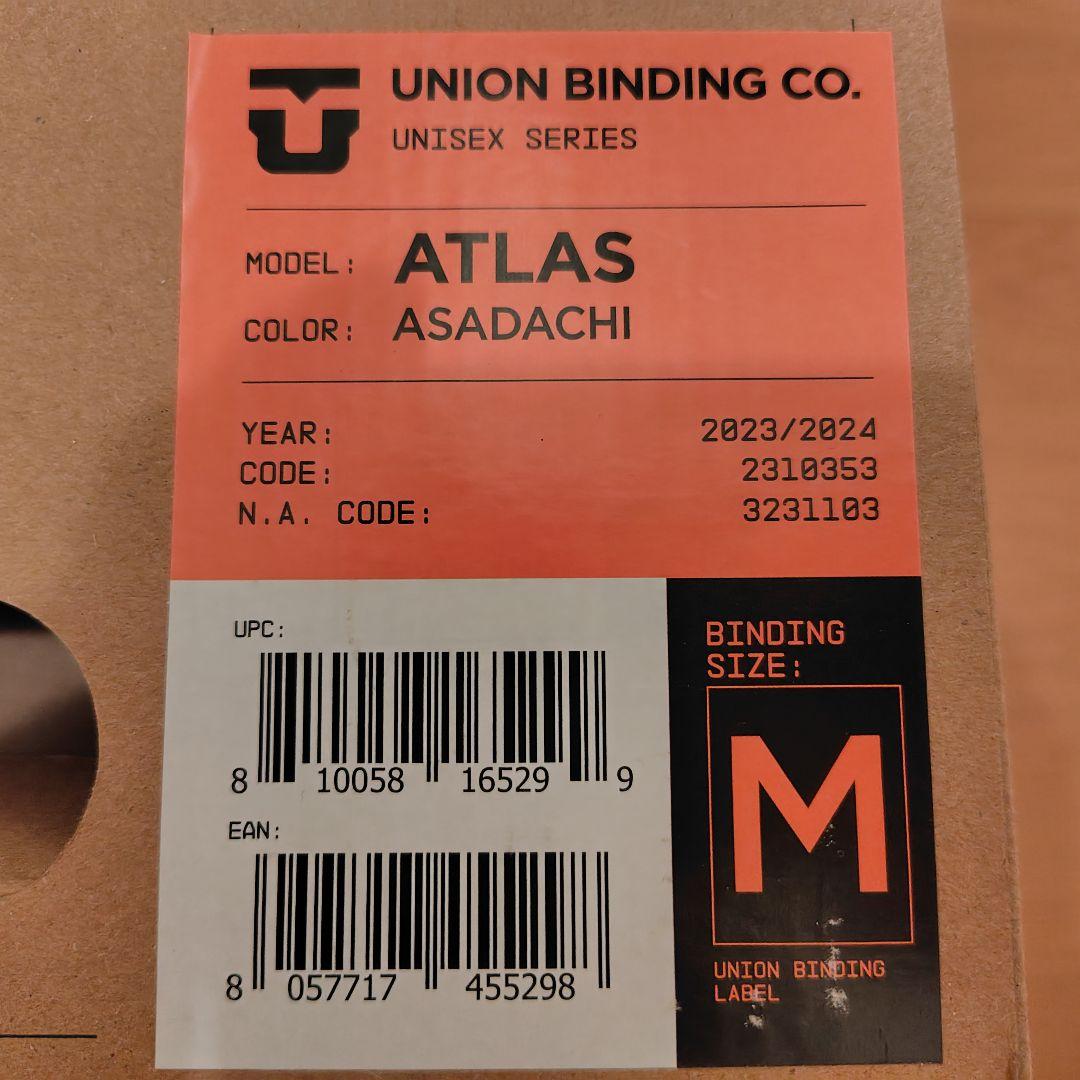 UNION BINDING CO.
UNISEX SERIES
MODEL: ATLAS
COLOR: ASADACHI
YEAR: 2023/2024
CODE: 2310353
N.A. CODE: 3231103
UPC:
8 10058 16529 9
EAN:
8 057717 455298
BINDING
SIZE:
M
UNION BINDING
LABEL